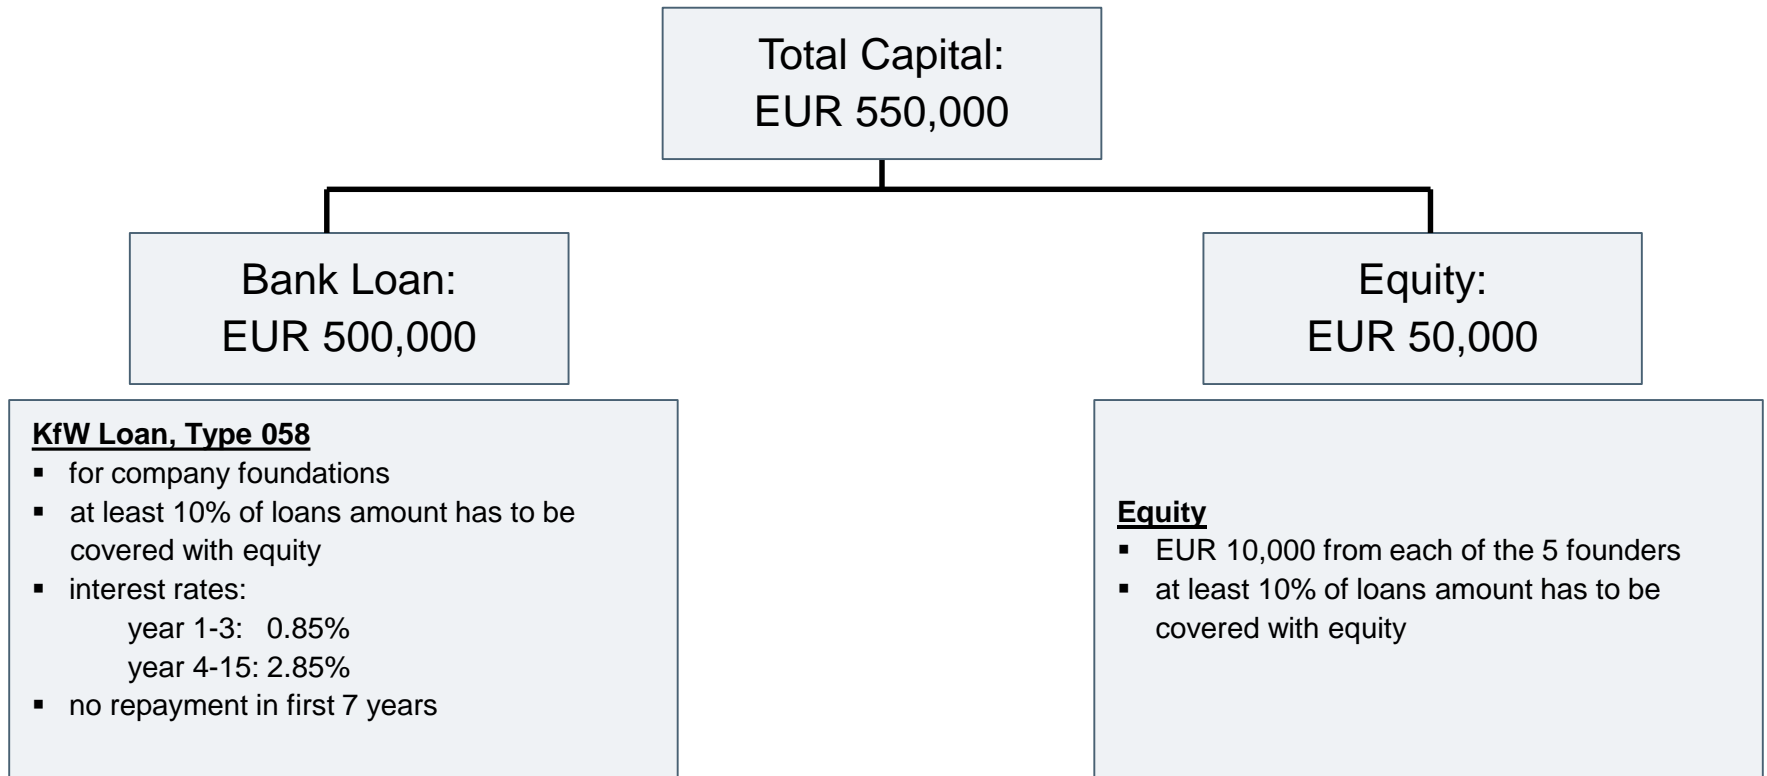 Total Capital:
EUR 550,000
Bank Loan:
EUR 500,000
Equity:
EUR 50,000
KfW Loan, Type 058
▪ for company foundations
▪ at least 10% of loans amount has to be
covered with equity
▪ interest rates:
year 1-3: 0.85%
year 4-15: 2.85%
▪ no repayment in first 7 years
Equity
▪ EUR 10,000 from each of the 5 founders
▪ at least 10% of loans amount has to be
covered with equity